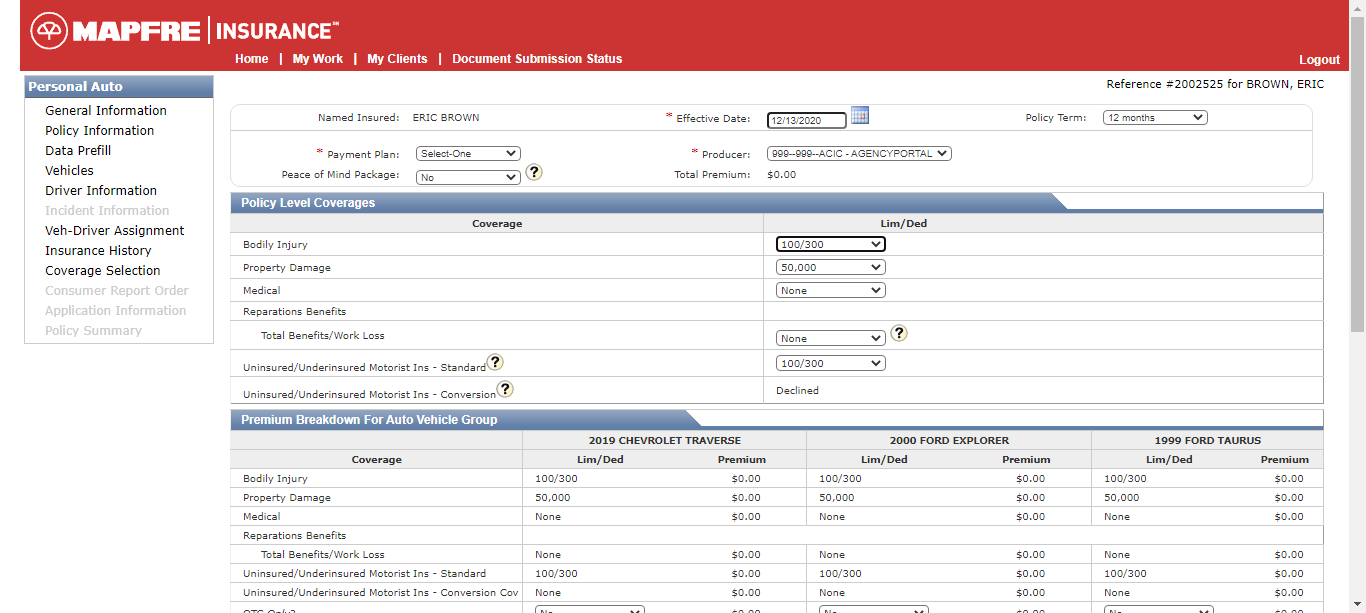 MAPFRE | INSURANCE℠
Home | My Work | My Clients | Document Submission Status
Logout
Reference #2002525 for BROWN, ERIC
Personal Auto
General Information
Policy Information
Data Prefill
Vehicles
Driver Information
Incident Information
Veh-Driver Assignment
Insurance History
Coverage Selection
Consumer Report Order
Application Information
Policy Summary
Named Insured: ERIC BROWN * Effective Date: 12/13/2020 Policy Term: 12 months
* Payment Plan: Select-One * Producer: 999--999--ACIC - AGENCYPORTAL
Peace of Mind Package: No ? Total Premium: $0.00
Policy Level Coverages
Coverage Lim/Ded
Bodily Injury 100/300
Property Damage 50,000
Medical None
Reparations Benefits
Total Benefits/Work Loss None ?
Uninsured/Underinsured Motorist Ins - Standard ? 100/300
Uninsured/Underinsured Motorist Ins - Conversion ? Declined
Premium Breakdown For Auto Vehicle Group
2019 CHEVROLET TRAVERSE 2000 FORD EXPLORER 1999 FORD TAURUS
Coverage Lim/Ded Premium Lim/Ded Premium Lim/Ded Premium
Bodily Injury 100/300 $0.00 100/300 $0.00 100/300 $0.00
Property Damage 50,000 $0.00 50,000 $0.00 50,000 $0.00
Medical None $0.00 None $0.00 None $0.00
Reparations Benefits
Total Benefits/Work Loss None $0.00 None $0.00 None $0.00
Uninsured/Underinsured Motorist Ins - Standard 100/300 $0.00 100/300 $0.00 100/300 $0.00
Uninsured/Underinsured Motorist Ins - Conversion Cov None $0.00 None $0.00 None $0.00
OTC Only? No $0.00 No $0.00 No $0.00